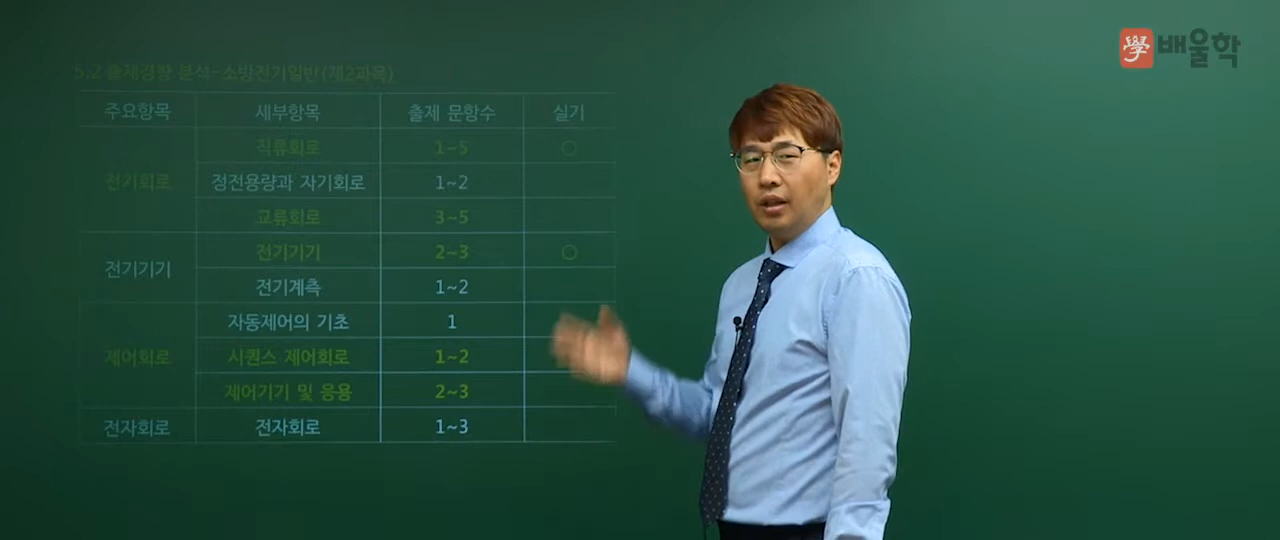 學 배울학
5.2 출제경향 분석-소방전기일반(제2과목)
주요항목 세부항목 출제 문항수 실기
전기회로 직류회로 1~5 ○
정전용량과 자기회로 1~2
교류회로 3~5
전기기기 전기기기 2~3 ○
전기계측 1~2
제어회로 자동제어의 기초 1
시퀀스 제어회로 1~2
제어기기 및 응용 2~3
전자회로 전자회로 1~3